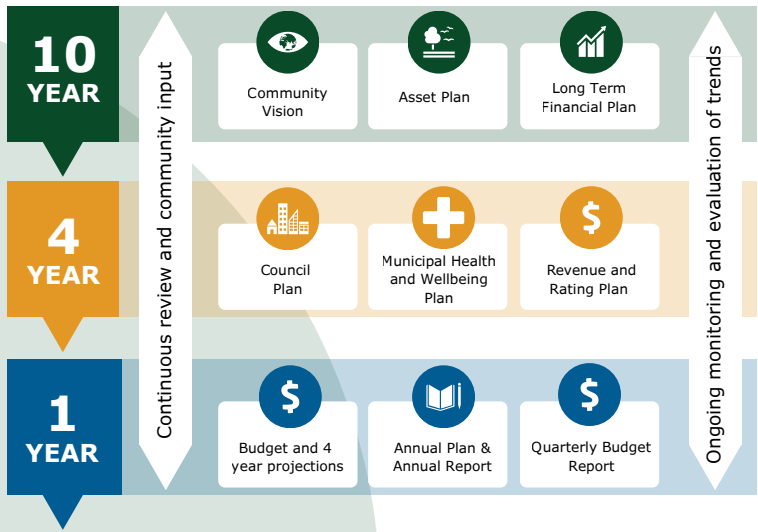 10
YEAR
Continuous review and community input
Community
Vision
Asset Plan
Long Term
Financial Plan
Ongoing monitoring and evaluation of trends
4
YEAR
Council
Plan
Municipal Health
and Wellbeing
Plan
$
Revenue and
Rating Plan
1
YEAR
$
Budget and 4
year projections
Annual Plan &
Annual Report
$
Quarterly Budget
Report